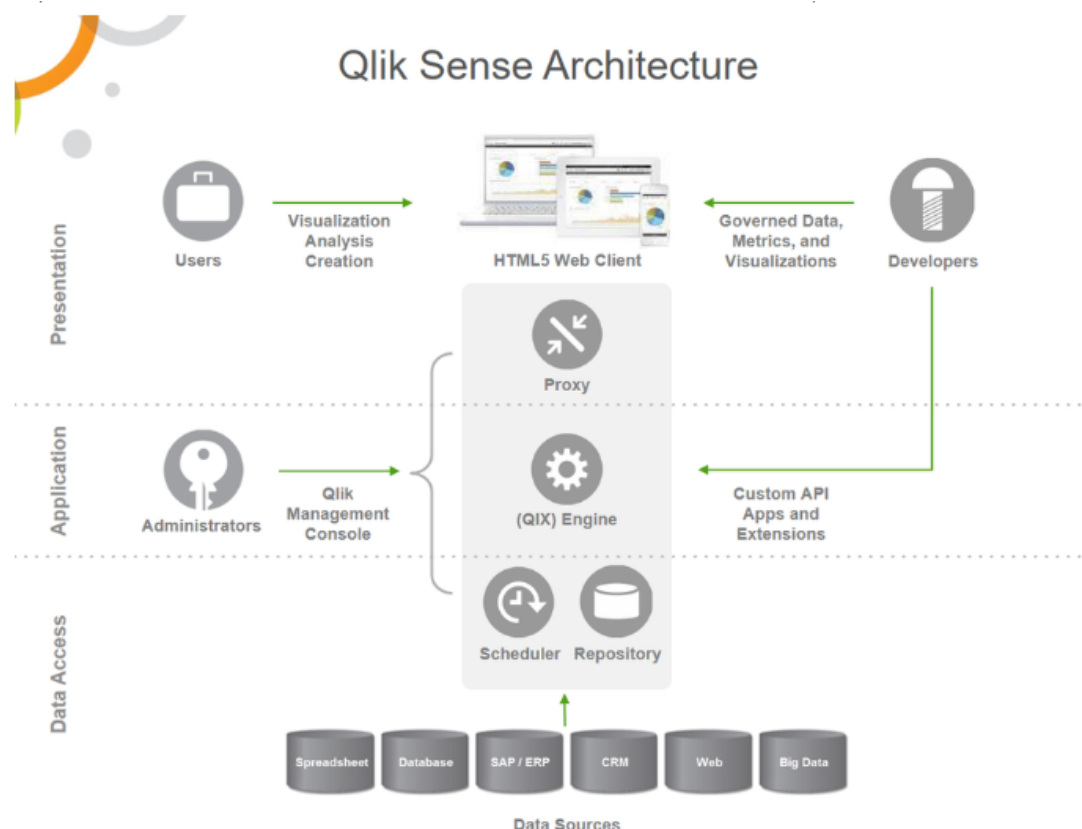 Qlik Sense Architecture
Presentation
Users
Visualization
Analysis
Creation
HTML5 Web Client
Governed Data,
Metrics, and
Visualizations
Developers
Proxy
Application
Administrators
Qlik
Management
Console
(QIX) Engine
Custom API
Apps and
Extensions
Data Access
Scheduler
Repository
Spreadsheet
Database
SAP / ERP
CRM
Web
Big Data
Data Sources